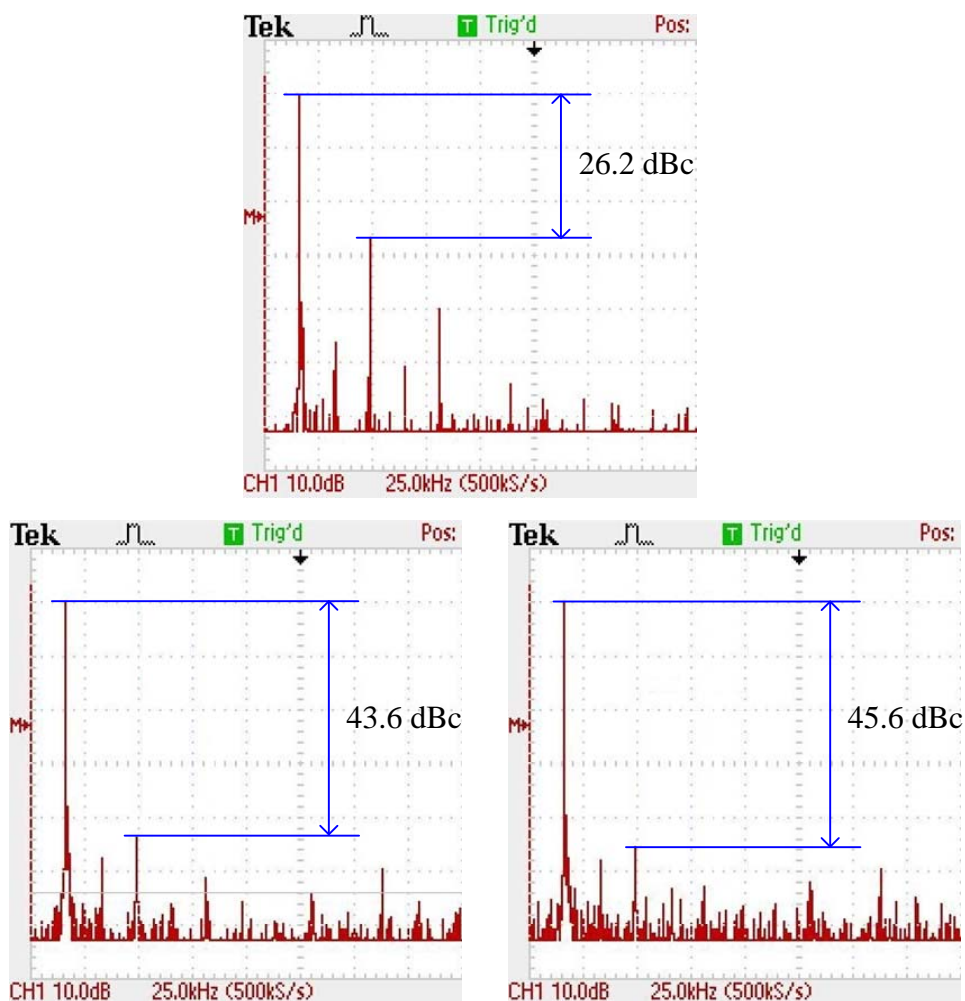 Tek T Trig'd Pos:
26.2 dBc
M
CH1 10.0dB 25.0kHz (500kS/s)
Tek T Trig'd Pos:
43.6 dBc
M
CH1 10.0dB 25.0kHz (500kS/s)
Tek T Trig'd Pos:
45.6 dBc
M
CH1 10.0dB 25.0kHz (500kS/s)